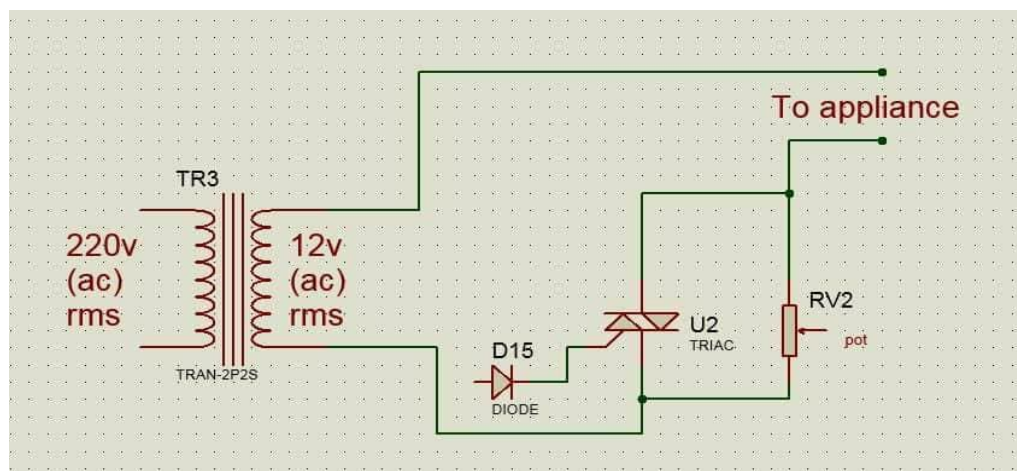 To appliance
TR3
220v
(ac)
rms
12v
(ac)
rms
TRAN-2P2S
D15
DIODE
U2
TRIAC
RV2
pot